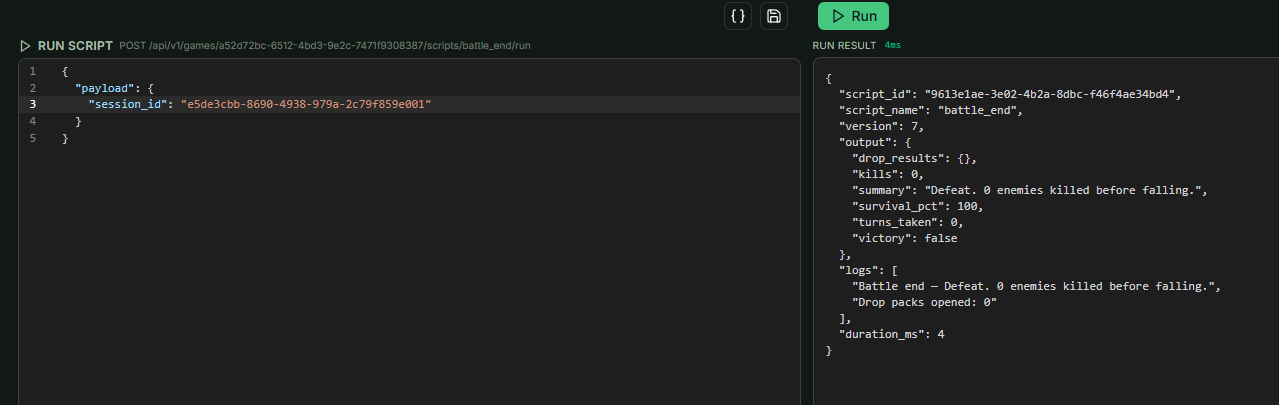 {}
Run
RUN SCRIPT POST /api/v1/games/a52d72bc-6512-4bd3-9e2c-7471f9308387/scripts/battle_end/run
RUN RESULT 4ms
1 {
2 "payload": {
3 "session_id": "e5de3cbb-8690-4938-979a-2c79f859e001"
4 }
5 }
{
"script_id": "9613e1ae-3e02-4b2a-8dbc-f46f4ae34bd4",
"script_name": "battle_end",
"version": 7,
"output": {
"drop_results": {},
"kills": 0,
"summary": "Defeat. 0 enemies killed before falling.",
"survival_pct": 100,
"turns_taken": 0,
"victory": false
},
"logs": [
"Battle end — Defeat. 0 enemies killed before falling.",
"Drop packs opened: 0"
],
"duration_ms": 4
}